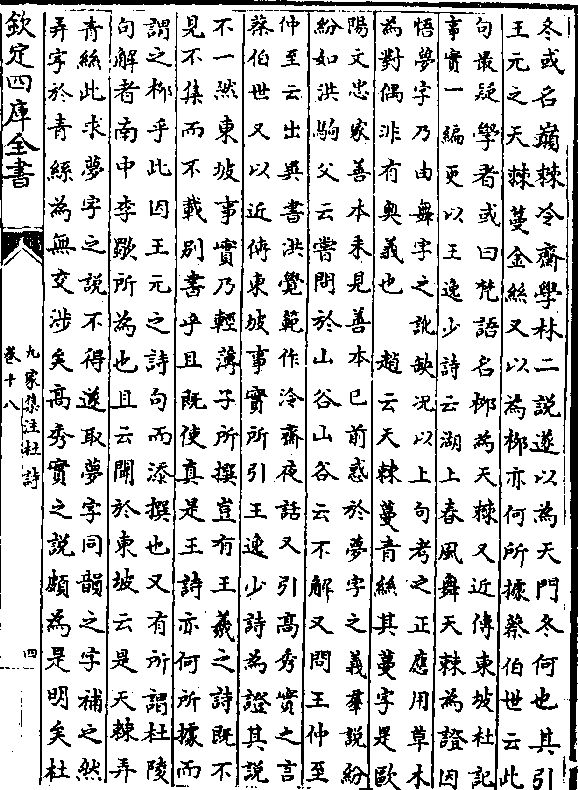 冬或名巔棘冷齋學林二説遂以為天門冬何也其引
王元之天棘蔓金絲又以為柳亦何所據蔡伯世云此
句最疑學者或曰梵語名柳為天棘又近傳東坡杜記
事實一編更以王逸少詩云湖上春風舞天棘為證因
悟夢字乃由舞字之訛缺况以上句考之正應用草木
為對偶非有奥義也　趙云天棘蔓青絲其蔓字是歐
陽文忠家善本未見善本已前惑於夢字之義羣説紛
紛如洪駒父云嘗問於山谷山谷云不解又問王仲至
仲至云出異書洪覺範作冷齋夜話又引髙秀實之言
蔡伯世又以近傳東坡事實所引王逸少詩為證其説
不一然東坡事實乃輕薄子所撰豈有王羲之詩既不
見本集而不載别書乎且既使真是王詩亦何所據而
謂之柳乎此因王元之詩句而添撰也又有所謂杜陵
句解者南中李歜所為也且云聞於東坡云是天棘弄
青絲此求夢字之説不得遂取夢字同韻之字補之然
弄字於青絲為無交渉矣髙秀實之説頗為是明矣杜
欽定四庫全書
九家集注杜詩
卷十八
四